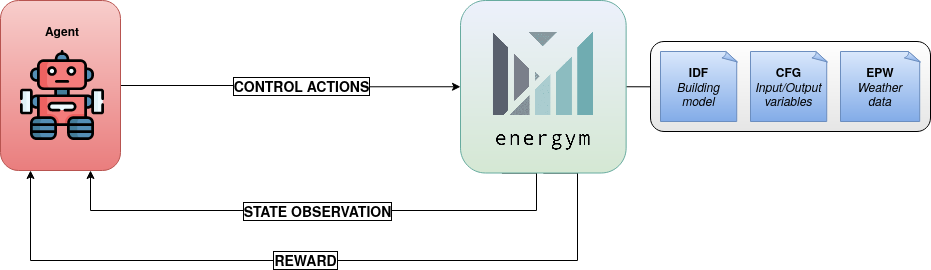 Agent
CONTROL ACTIONS
energym
IDF
Building
model
CFG
Input/Output
variables
EPW
Weather
data
STATE OBSERVATION
REWARD